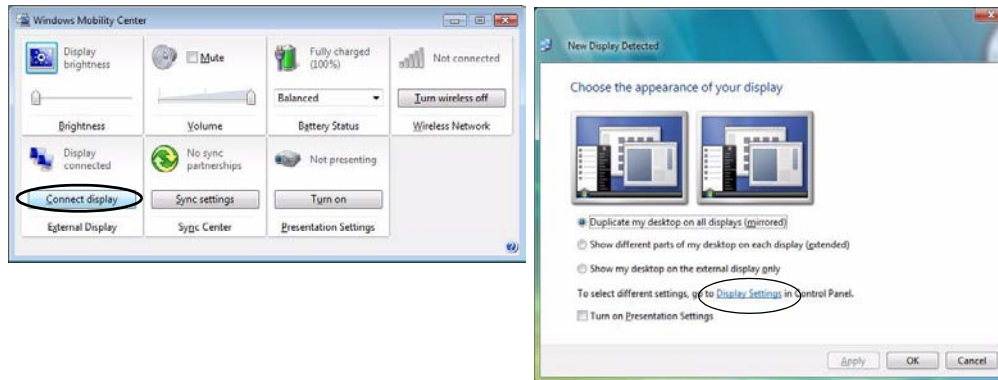 Windows Mobility Center
Display brightness
Mute
Fully charged (100%)
Not connected
Balanced
Turn wireless off
Brightness
Volume
Battery Status
Wireless Network
Display connected
No sync partnerships
Not presenting
Connect display
Sync settings
Turn on
External Display
Sync Center
Presentation Settings
New Display Detected
Choose the appearance of your display
Duplicate my desktop on all displays (mirrored)
Show different parts of my desktop on each display (extended)
Show my desktop on the external display only
To select different settings, go to Display Settings in Control Panel.
Turn on Presentation Settings
Apply
OK
Cancel